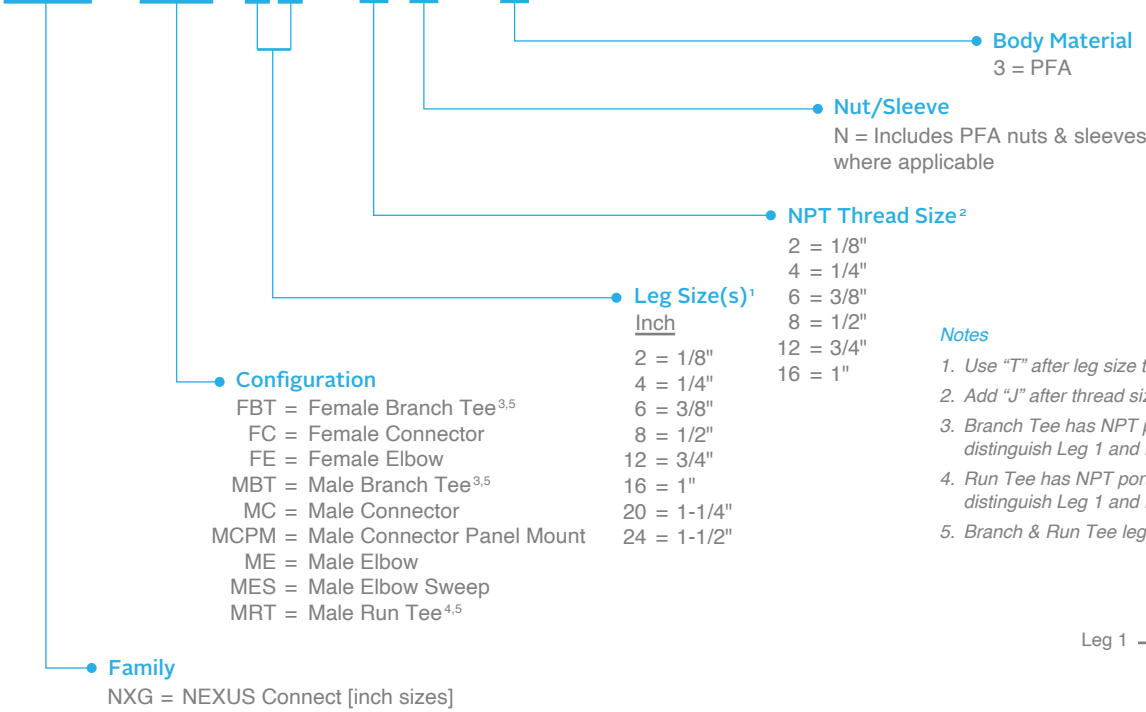 Body Material
3 = PFA
Nut/Sleeve
N = Includes PFA nuts & sleeves
where applicable
NPT Thread Size²
2 = 1/8"
4 = 1/4"
6 = 3/8"
8 = 1/2"
12 = 3/4"
16 = 1"
Leg Size(s)¹
Inch
2 = 1/8"
4 = 1/4"
6 = 3/8"
8 = 1/2"
12 = 3/4"
16 = 1"
20 = 1-1/4"
24 = 1-1/2"
Notes
1. Use “T” after leg size
2. Add “J” after thread
3. Branch Tee has NPT
distinguish Leg 1 and
4. Run Tee has NPT
distinguish Leg 1 and
5. Branch & Run Tee leg
Configuration
FBT = Female Branch Tee³,⁵
FC = Female Connector
FE = Female Elbow
MBT = Male Branch Tee³,⁵
MC = Male Connector
MCPM = Male Connector Panel Mount
ME = Male Elbow
MES = Male Elbow Sweep
MRT = Male Run Tee⁴,⁵
Leg 1
Family
NXG = NEXUS Connect [inch sizes]